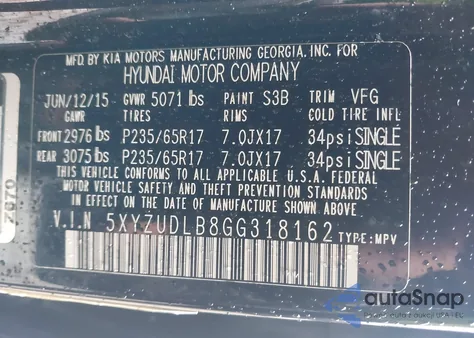 MFD. BY KIA MOTORS MANUFACTURING GEORGIA, INC. FOR
HYUNDAI MOTOR COMPANY
JUN/12/15 GVWR 5071 lbs PAINT S3B TRIM VFG
GAWR TIRES RIMS COLD TIRE INFL
FRONT 2976 lbs P235/65R17 7.0JX17 34psi SINGLE
REAR 3075 lbs P235/65R17 7.0JX17 34psi SINGLE
THIS VEHICLE CONFORMS TO ALL APPLICABLE U.S.A. FEDERAL
MOTOR VEHICLE SAFETY, BUMPER, AND THEFT PREVENTION
STANDARDS IN EFFECT ON THE DATE OF MANUFACTURE SHOWN ABOVE.
V.I.N 5XYZUDLB8GG318162 TYPE:MPV
autoSnap